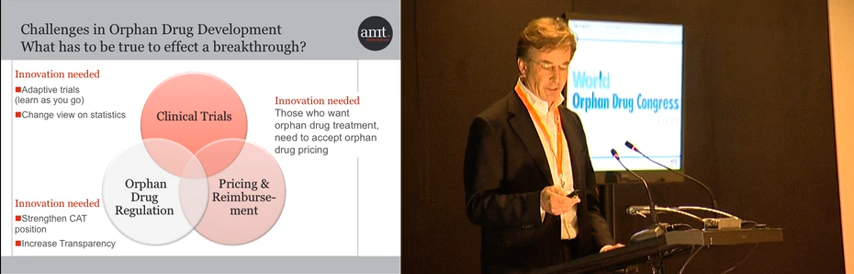 Challenges in Orphan Drug Development
What has to be true to effect a breakthrough?
amt
Innovation needed
■Adaptive trials
(learn as you go)
■Change view on statistics
Clinical Trials
Innovation needed
Those who want
orphan drug treatment,
need to accept orphan
drug pricing
Orphan
Drug
Regulation
Pricing &
Reimburse-
ment
Innovation needed
■Strengthen CAT
position
■Increase Transparency
World
Orphan Drug Congress